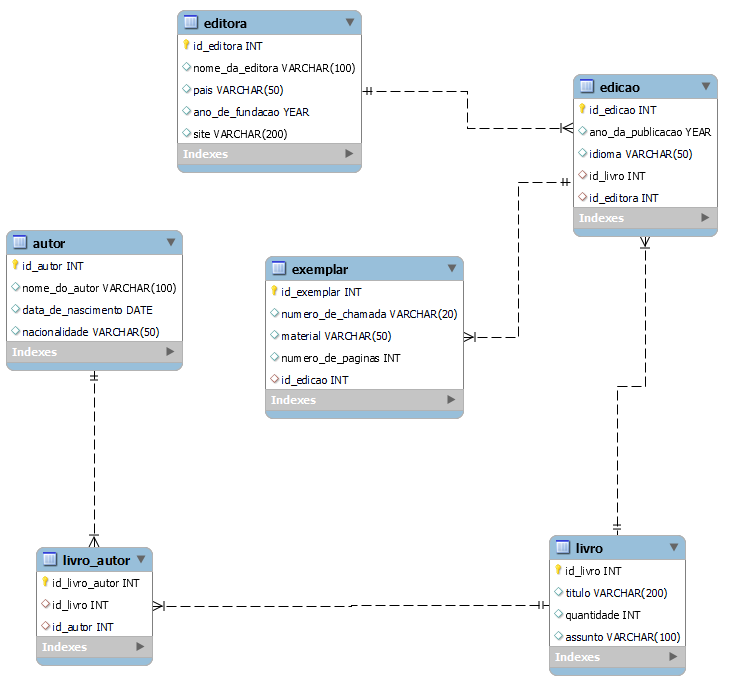 editora
id_editora INT
nome_da_editora VARCHAR(100)
pais VARCHAR(50)
ano_de_fundacao YEAR
site VARCHAR(200)
Indexes
edicao
id_edicao INT
ano_da_publicacao YEAR
idioma VARCHAR(50)
id_livro INT
id_editora INT
Indexes
autor
id_autor INT
nome_do_autor VARCHAR(100)
data_de_nascimento DATE
nacionalidade VARCHAR(50)
Indexes
exemplar
id_exemplar INT
numero_de_chamada VARCHAR(20)
material VARCHAR(50)
numero_de_paginas INT
id_edicao INT
Indexes
livro_autor
id_livro_autor INT
id_livro INT
id_autor INT
Indexes
livro
id_livro INT
titulo VARCHAR(200)
quantidade INT
assunto VARCHAR(100)
Indexes